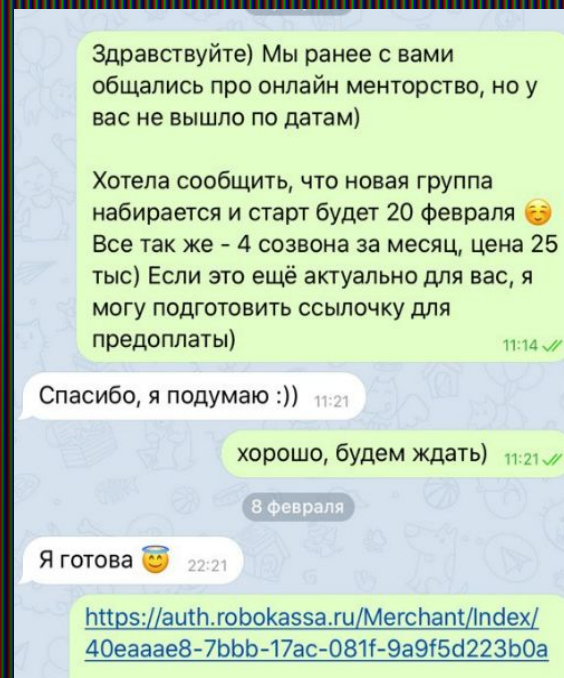 Здравствуйте) Мы ранее с вами
общались про онлайн менторство, но у
вас не вышло по датам)
Хотела сообщить, что новая группа
набирается и старт будет 20 февраля ☺️
Все так же - 4 созвона за месяц, цена 25
тыс) Если это ещё актуально для вас, я
могу подготовить ссылочку для
предоплаты)
11:14
Спасибо, я подумаю :)) 11:21
хорошо, будем ждать) 11:21
8 февраля
Я готова 😇 22:21
https://auth.robokassa.ru/Merchant/Index/
40eaaae8-7bbb-17ac-081f-9a9f5d223b0a